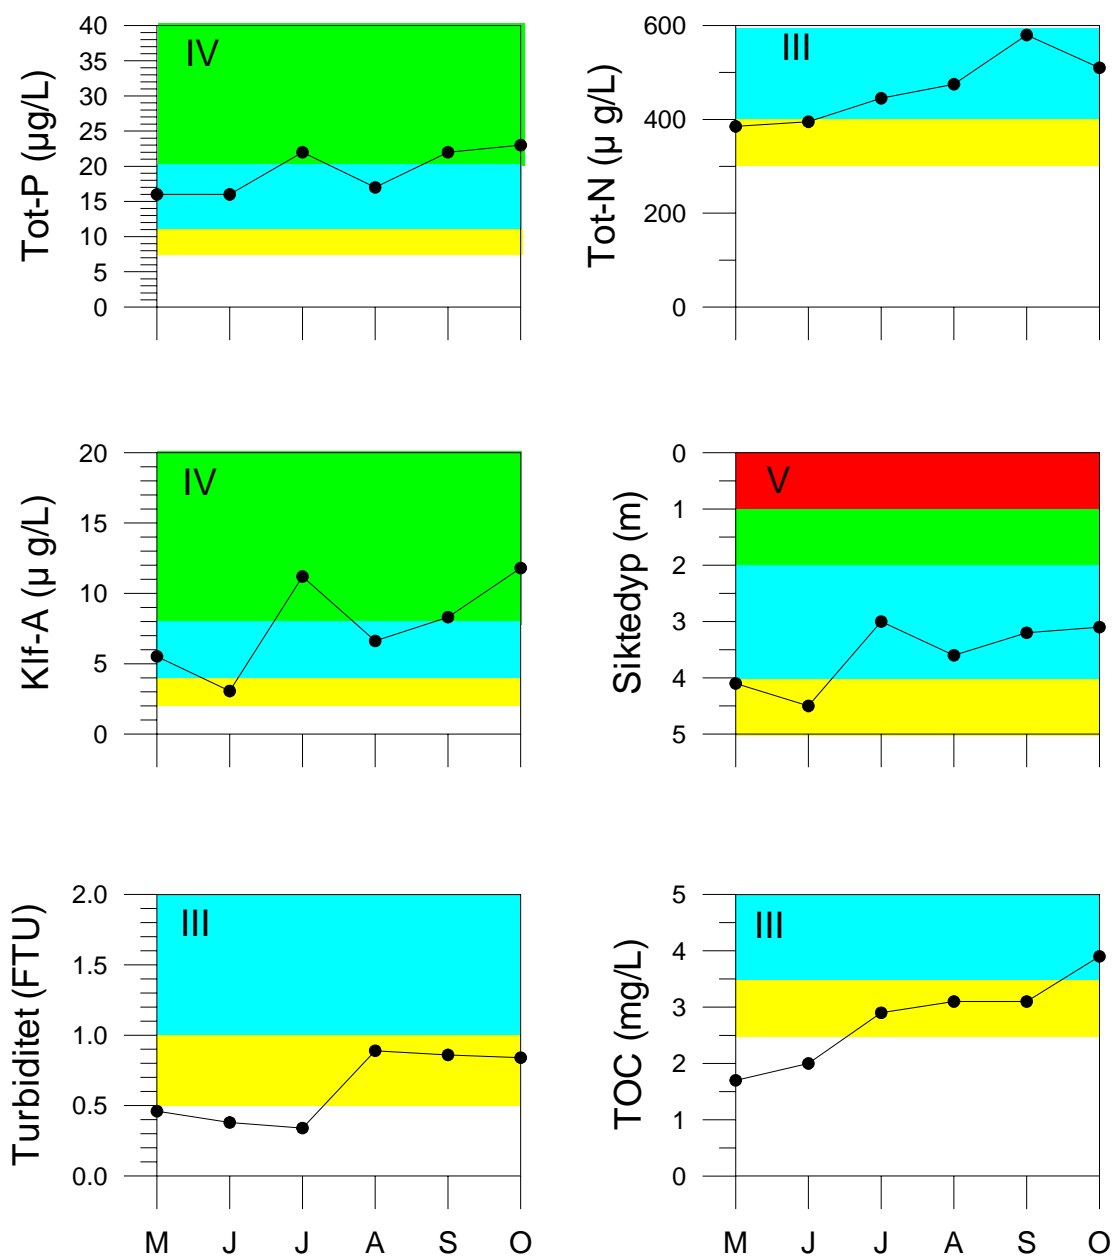 Tot-P (µg/L)
40
35
30
25
20
15
10
5
0
IV
Tot-N (µ g/L)
600
400
200
0
III
Klf-A (µ g/L)
20
15
10
5
0
IV
Siktedyp (m)
0
1
2
3
4
5
V
Turbiditet (FTU)
2.0
1.5
1.0
0.5
0.0
III
M J J A S O
TOC (mg/L)
5
4
3
2
1
0
III
M J J A S O